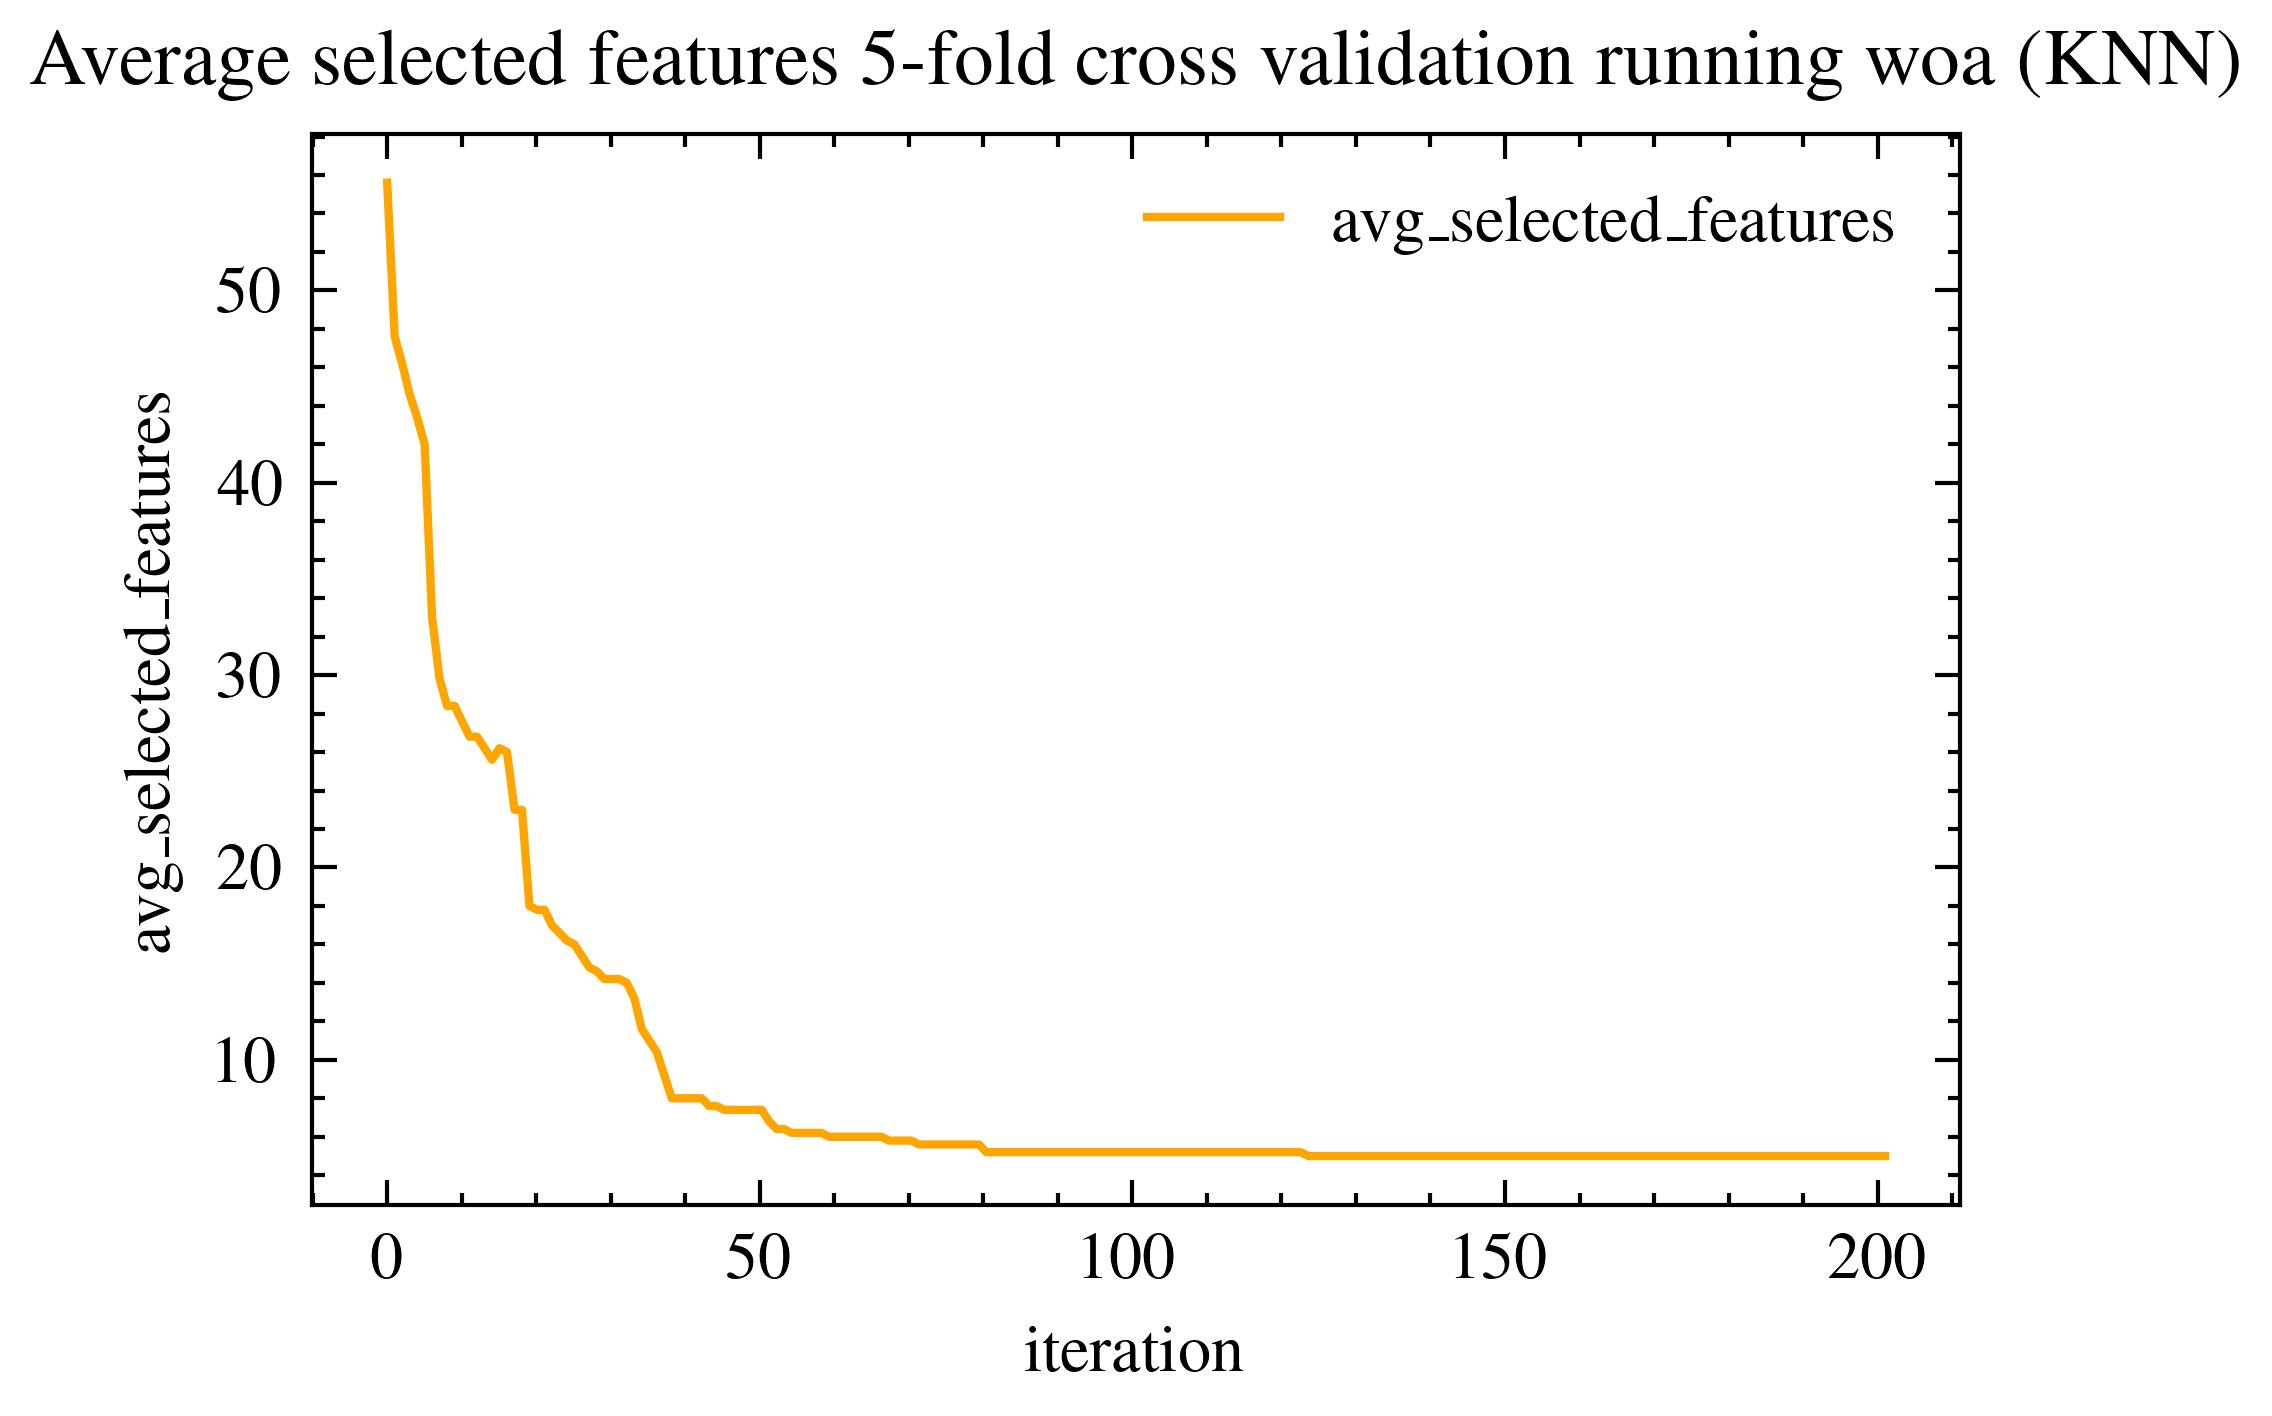 Average selected features 5-fold cross validation running woa (KNN)
avg_selected_features
avg_selected_features
50
40
30
20
10
0 50 100 150 200
iteration